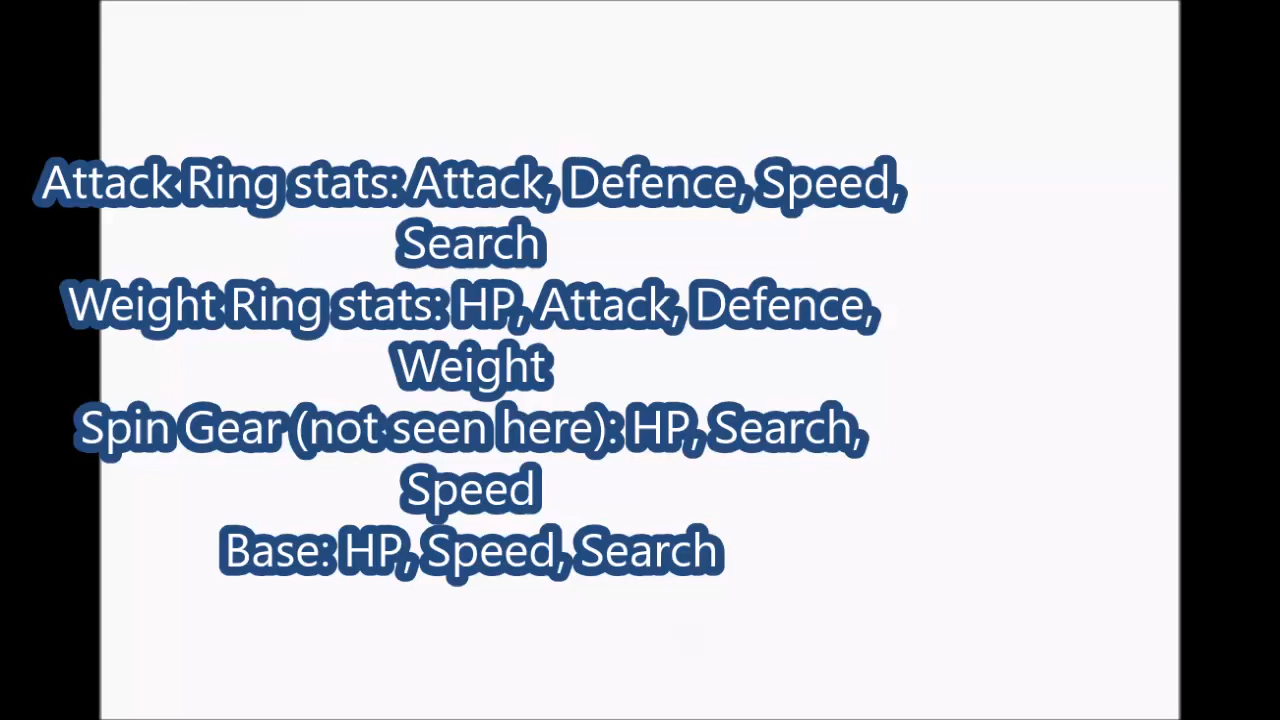 Attack Ring stats: Attack, Defence, Speed,
Search
Weight Ring stats: HP, Attack, Defence,
Weight
Spin Gear (not seen here): HP, Search,
Speed
Base: HP, Speed, Search